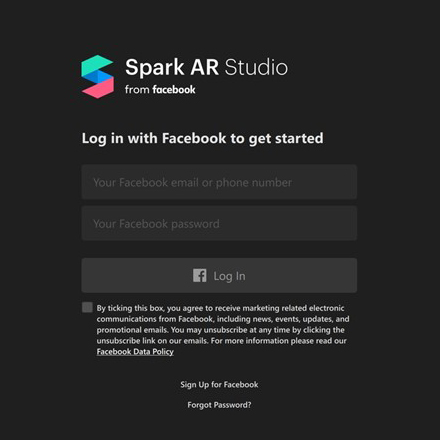 Spark AR Studio
from facebook
Log in with Facebook to get started
Your Facebook email or phone number
Your Facebook password
Log In
By ticking this box, you agree to receive marketing related electronic
communications from Facebook, including news, events, updates, and
promotional emails. You may unsubscribe at any time by clicking the
unsubscribe link on our emails. For more information please read our
Facebook Data Policy
Sign Up for Facebook
Forgot Password?